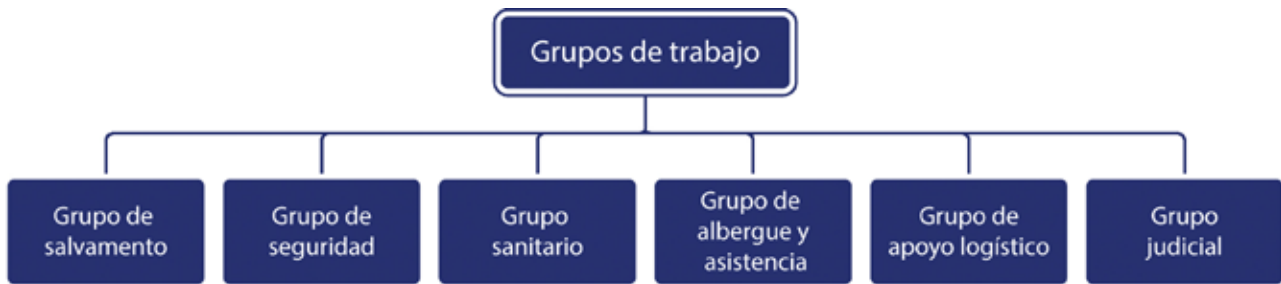 Grupos de trabajo
Grupo de
salvamento
Grupo de
seguridad
Grupo
sanitario
Grupo de
albergue y
asistencia
Grupo de
apoyo logístico
Grupo
judicial